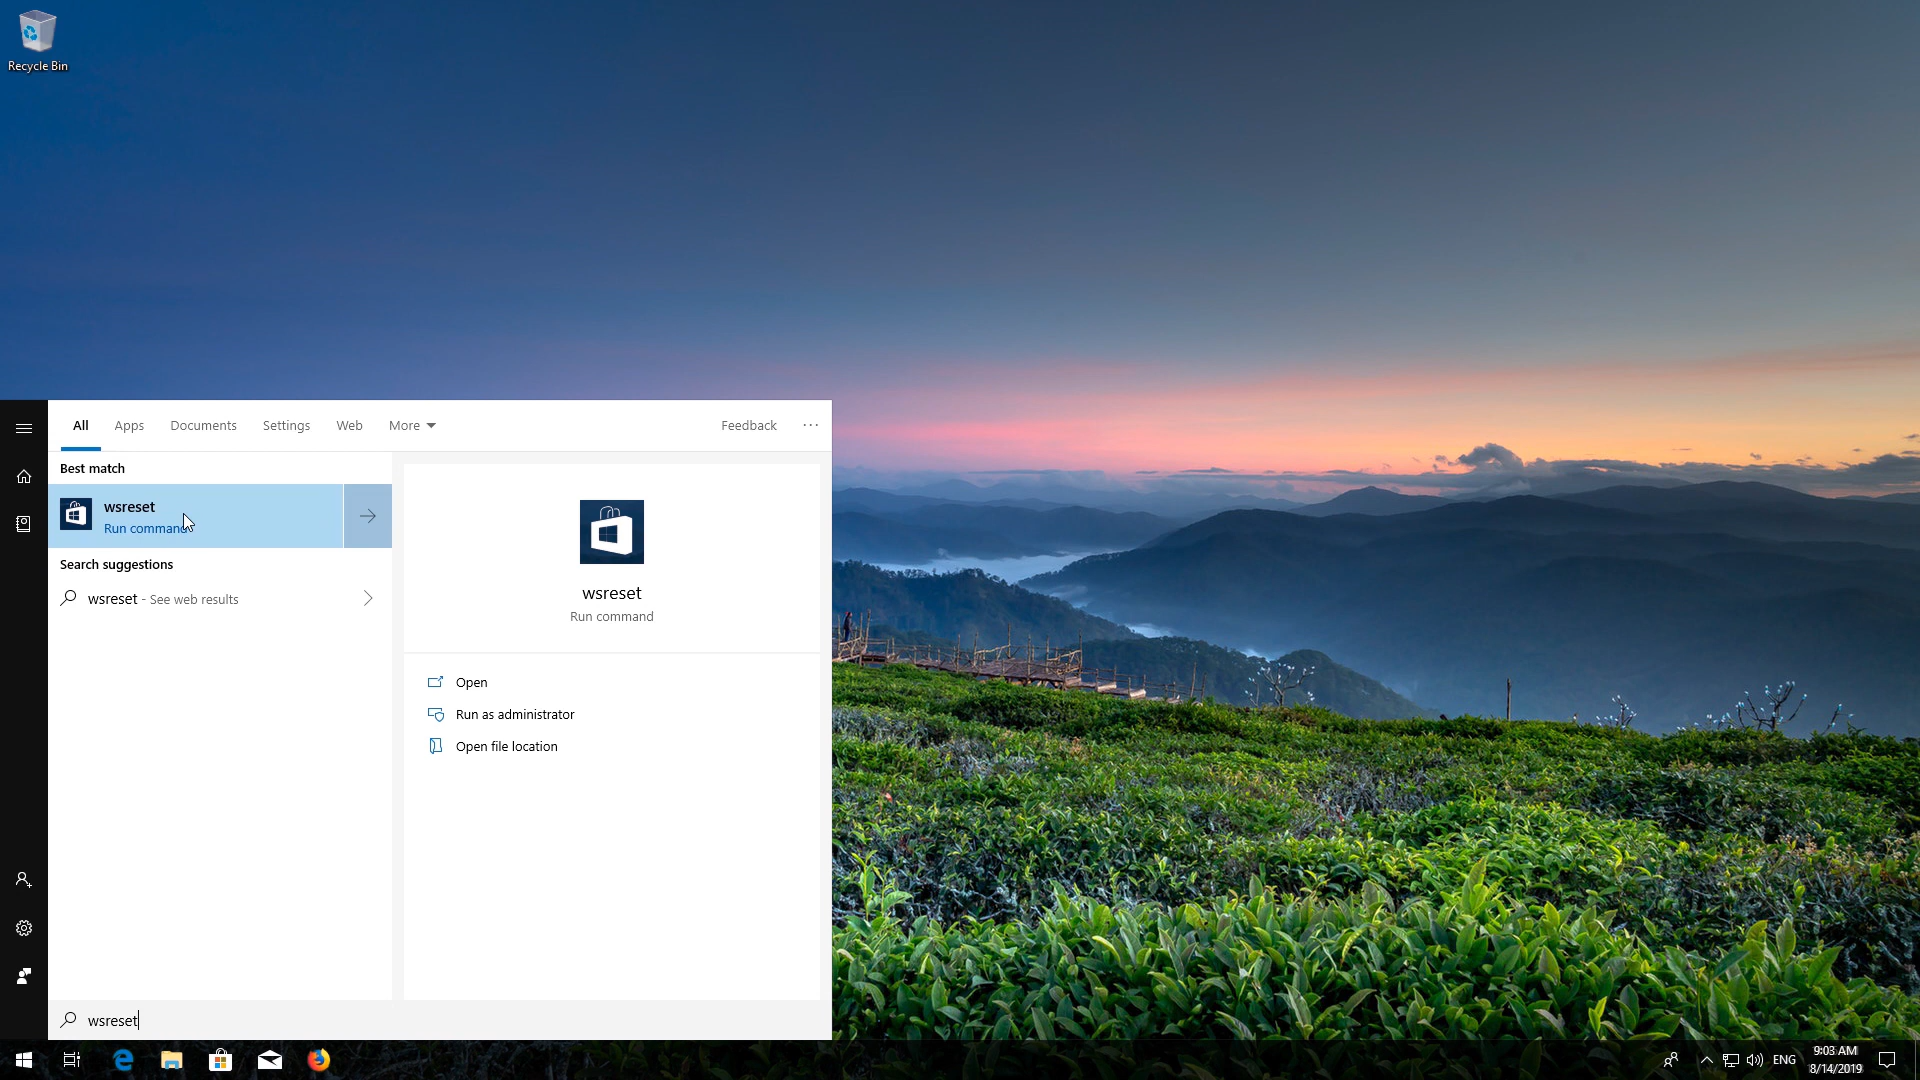 Recycle Bin
All Apps Documents Settings Web More Feedback ···
Best match
wsreset
Run command
Search suggestions
wsreset - See web results
wsreset
Run command
Open
Run as administrator
Open file location
wsreset
ENG
9:03 AM
8/14/2019